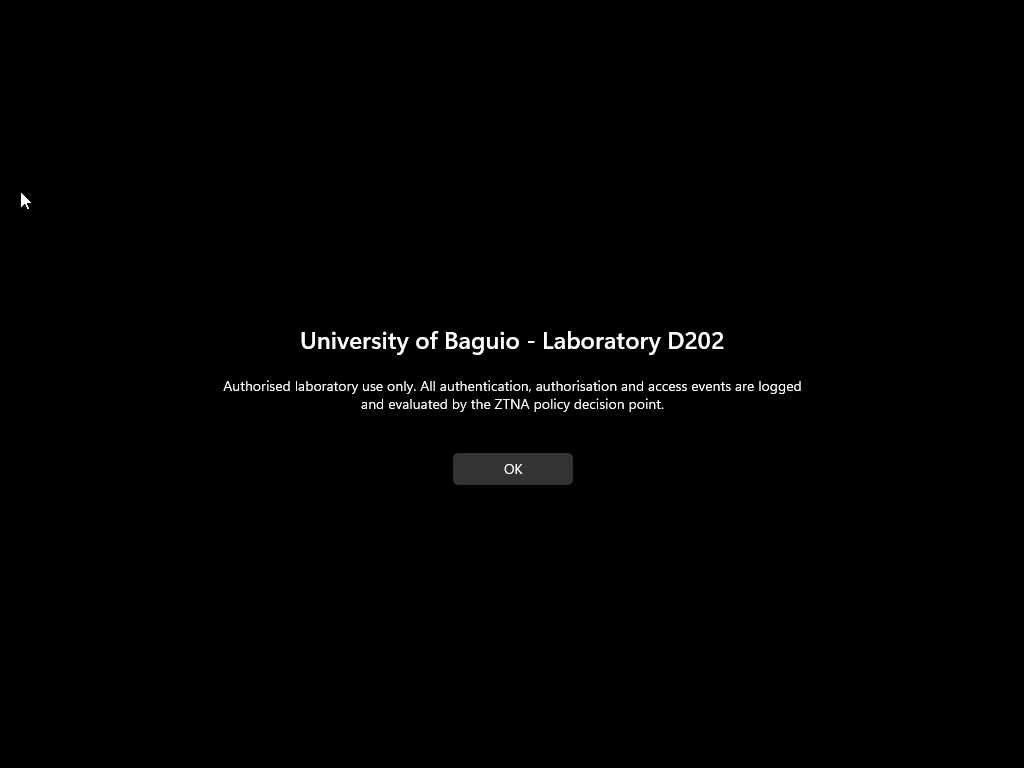 University of Baguio - Laboratory D202
Authorised laboratory use only. All authentication, authorisation and access events are logged
and evaluated by the ZTNA policy decision point.
OK